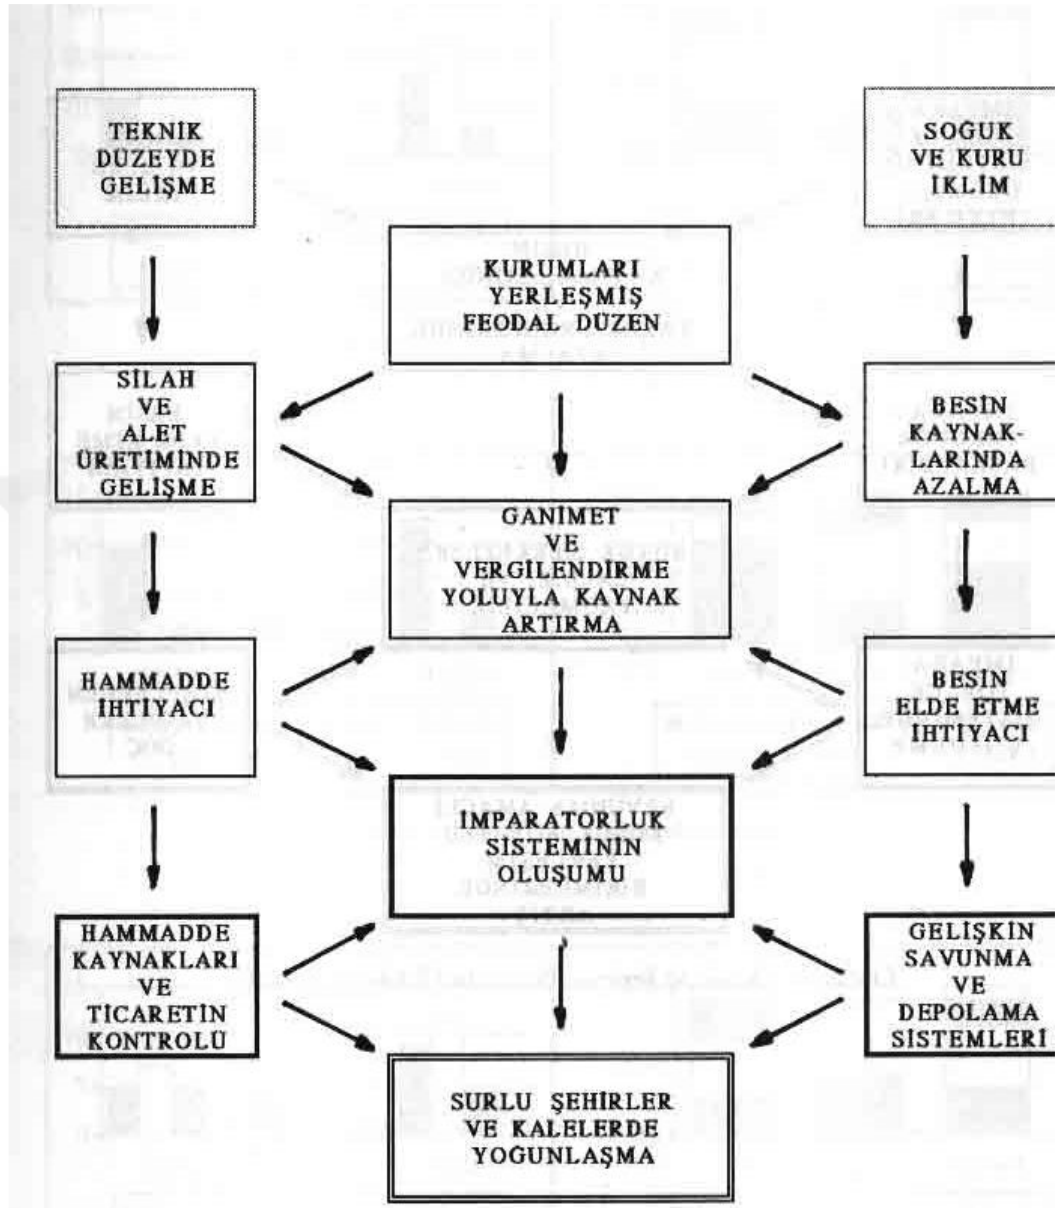 TEKNİK
DÜZEYDE
GELİŞME
SOĞUK
VE KURU
İKLİM
KURUMLARI
YERLEŞMİŞ
FEODAL DÜZEN
SİLAH
VE
ALET
ÜRETİMİNDE
GELİŞME
BESİN
KAYNAK-
LARINDA
AZALMA
GANİMET
VE
VERGİLENDİRME
YOLUYLA KAYNAK
ARTIRMA
HAMMADDE
İHTİYACI
BESİN
ELDE ETME
İHTİYACI
İMPARATORLUK
SİSTEMİNİN
OLUŞUMU
HAMMADDE
KAYNAKLARI
VE
TİCARETİN
KONTROLÜ
GELİŞKİN
SAVUNMA
VE
DEPOLAMA
SİSTEMLERİ
SURLU ŞEHİRLER
VE KALELERDE
YOĞUNLAŞMA